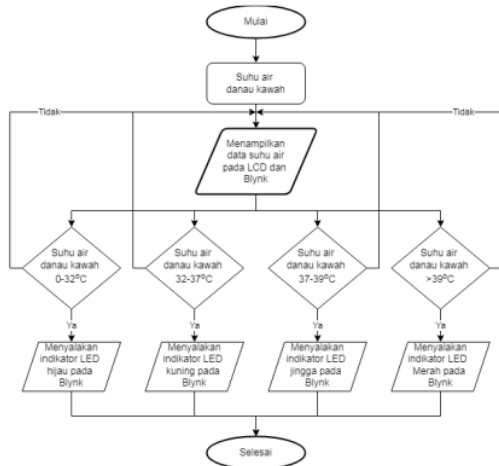 Mulai
Suhu air
danau kawah
Tidak
Tidak
Menampilkan
data suhu air
pada LCD dan
Blynk
Suhu air
danau kawah
0-32°C
Suhu air
danau kawah
32-37°C
Suhu air
danau kawah
37-39°C
Suhu air
danau kawah
>39°C
Ya
Ya
Ya
Ya
Menyalakan
indikator LED
hijau pada
Blynk
Menyalakan
indikator LED
kuning pada
Blynk
Menyalakan
indikator LED
jingga pada
Blynk
Menyalakan
indikator LED
Merah pada
Blynk
Selesai